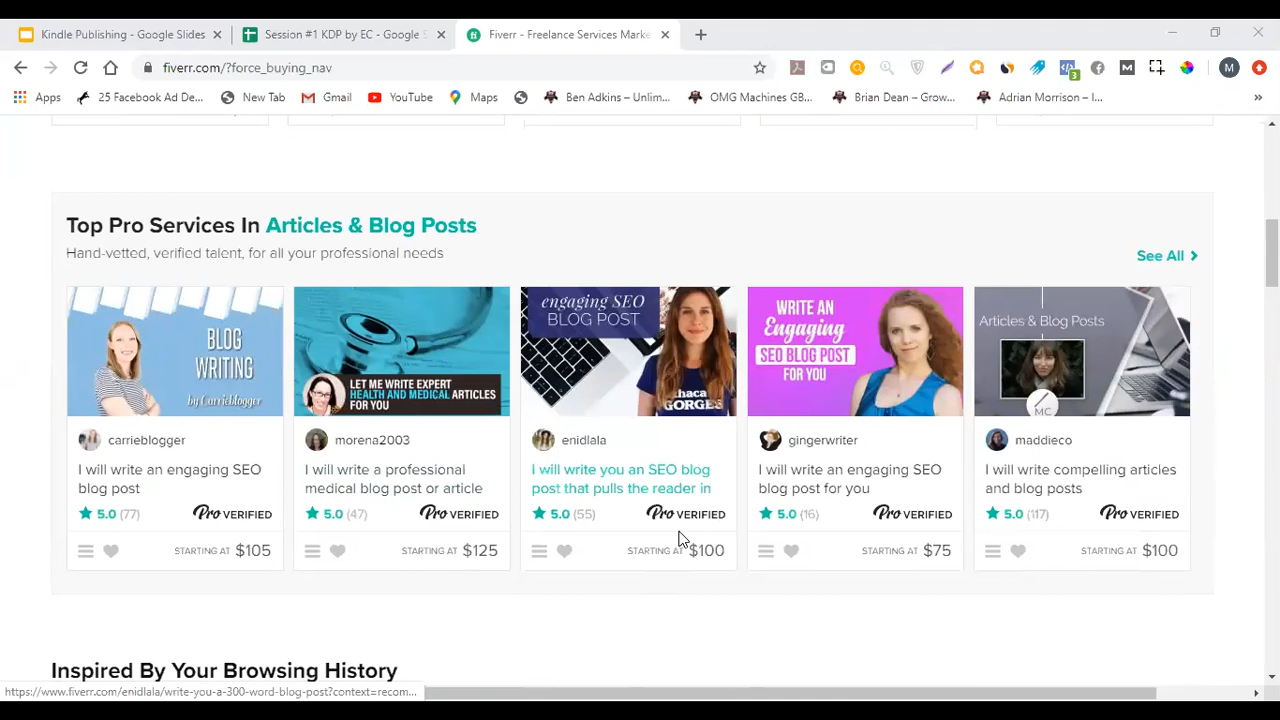 Kindle Publishing - Google Slides
Session #1 KDP by EC - Google S
Fiverr - Freelance Services Marke
fiverr.com/?force_buying_nav
3
M
Apps
25 Facebook Ad De...
New Tab
Gmail
YouTube
Maps
Ben Adkins – Unlim...
OMG Machines GB...
Brian Dean – Grow...
Adrian Morrison – I...
Top Pro Services In Articles & Blog Posts
Hand-vetted, verified talent, for all your professional needs
See All
BLOG
WRITING
by Carrieblogger
LET ME WRITE EXPERT
HEALTH AND MEDICAL ARTICLES
FOR YOU
engaging SEO
BLOG POST
Ithaca
GORGES
WRITE AN
Engaging
SEO BLOG POST
FOR YOU
Articles & Blog Posts
MC
carrieblogger
I will write an engaging SEO
blog post
5.0 (77)
Pro VERIFIED
STARTING AT $105
morena2003
I will write a professional
medical blog post or article
5.0 (47)
Pro VERIFIED
STARTING AT $125
enidlala
I will write you an SEO blog
post that pulls the reader in
5.0 (55)
Pro VERIFIED
STARTING AT $100
gingerwriter
I will write an engaging SEO
blog post for you
5.0 (16)
Pro VERIFIED
STARTING AT $75
maddieco
I will write compelling articles
and blog posts
5.0 (117)
Pro VERIFIED
STARTING AT $100
Inspired By Your Browsing History
https://www.fiverr.com/enidlala/write-you-a-300-word-blog-post?context=recom...